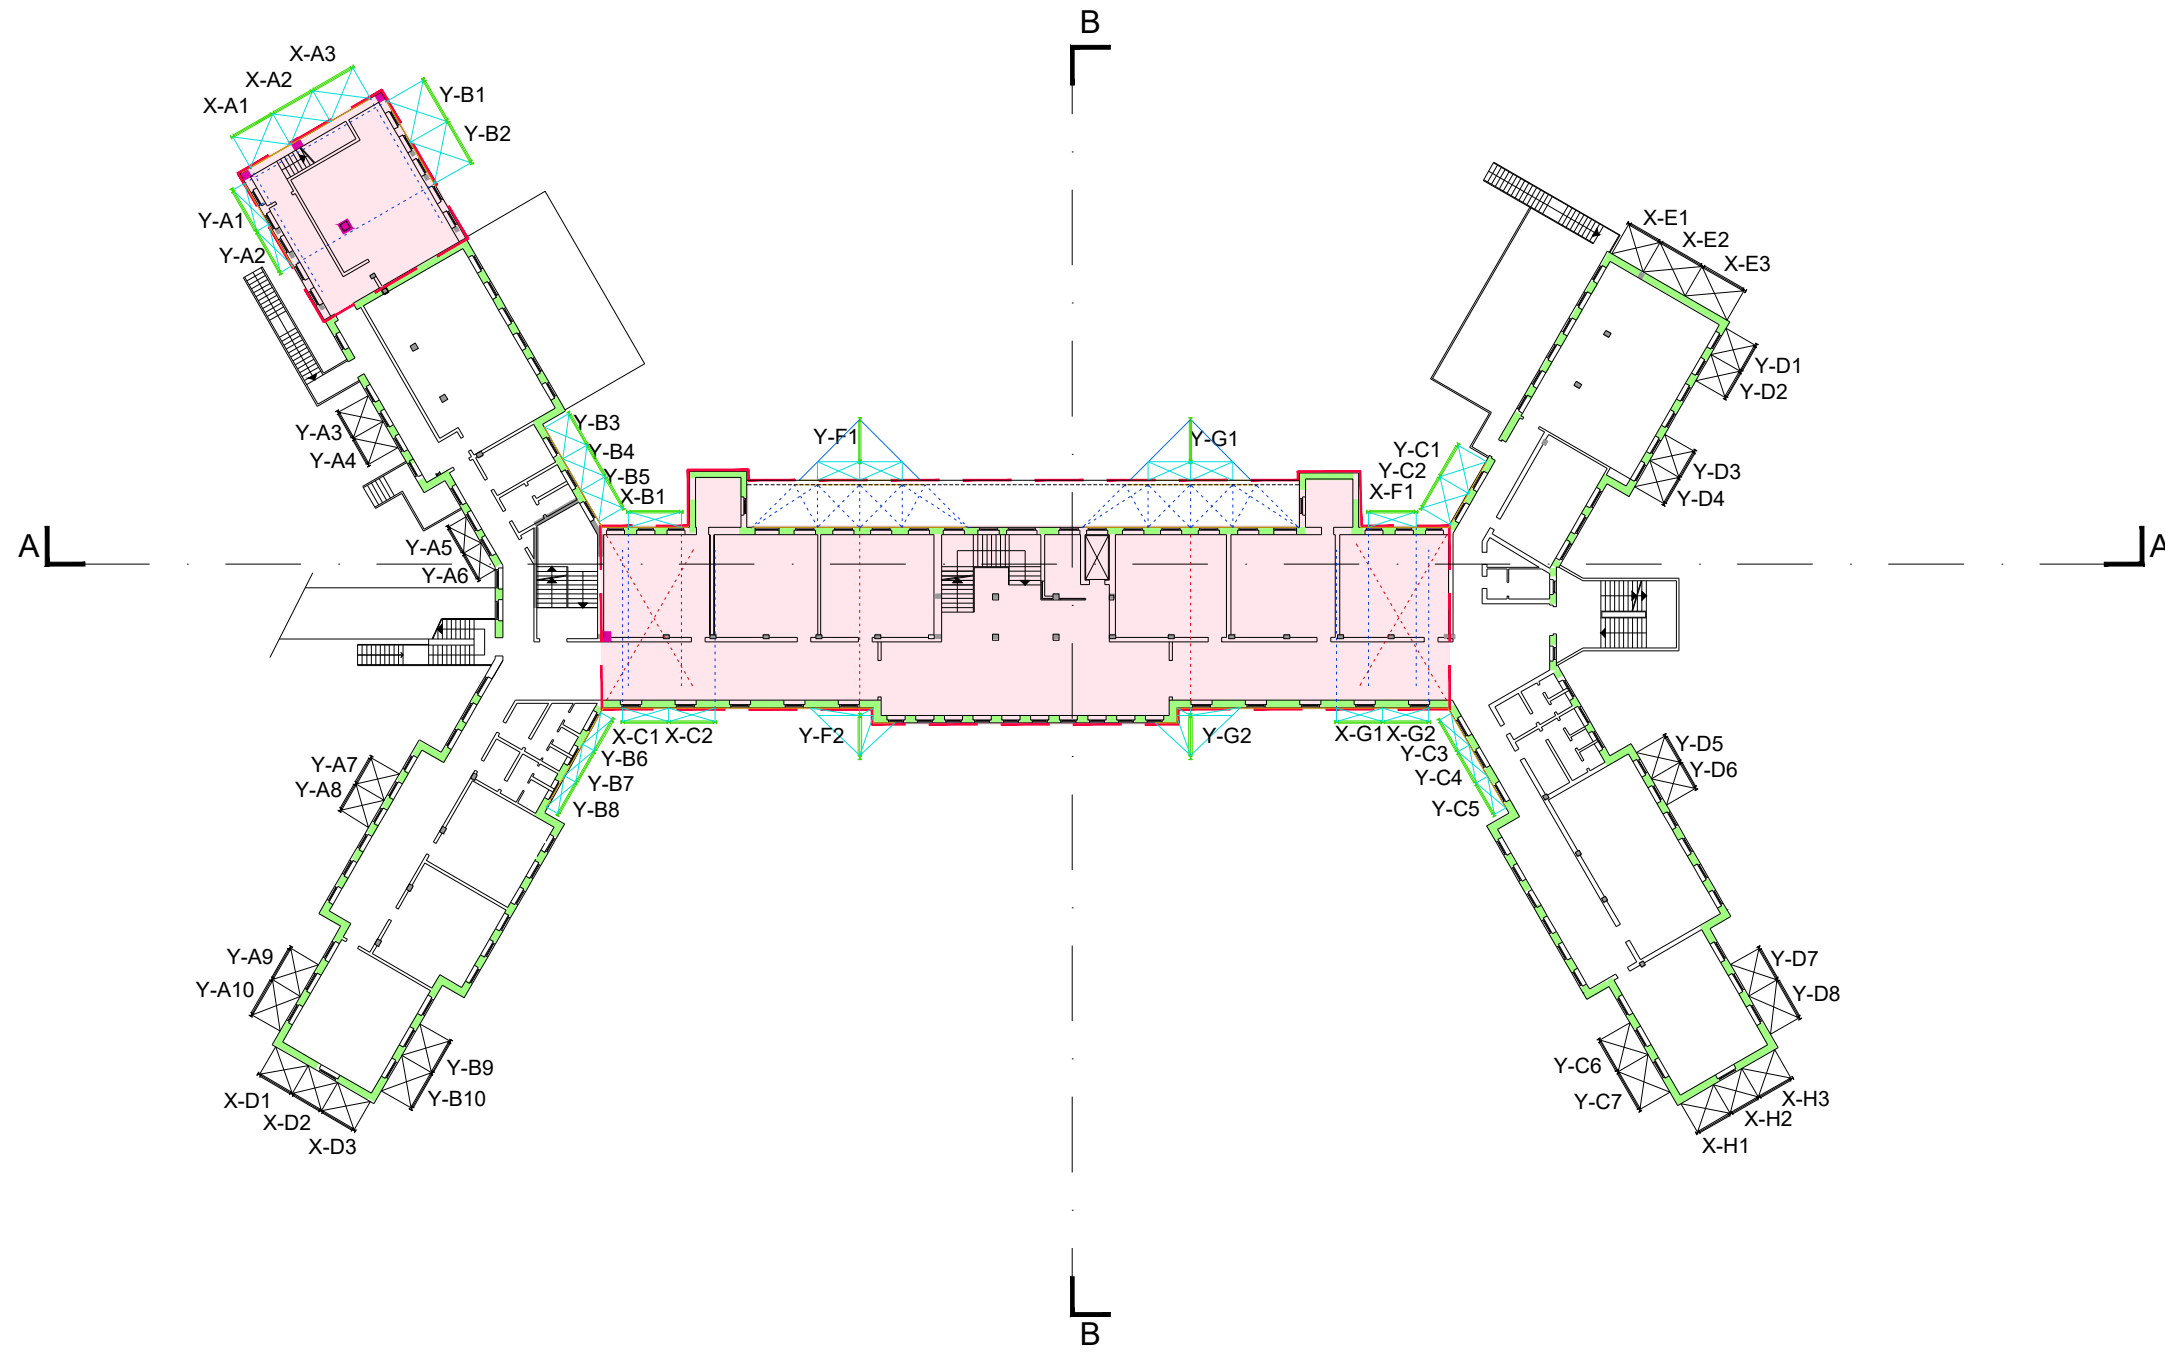 B
X-A3
X-A2
X-A1
Y-B1
Y-B2
Y-A1
Y-A2
X-E1
X-E2
X-E3
Y-D1
Y-D2
Y-A3
Y-A4
Y-B3
Y-B4
Y-B5
X-B1
Y-F1
Y-G1
Y-C1
Y-C2
X-F1
Y-D3
Y-D4
A
Y-A5
Y-A6
A
X-C1
X-C2
Y-B6
Y-B7
Y-B8
Y-F2
Y-G2
X-G1
X-G2
Y-C3
Y-C4
Y-C5
Y-A7
Y-A8
Y-D5
Y-D6
Y-A9
Y-A10
Y-D7
Y-D8
Y-B9
Y-B10
X-D1
X-D2
X-D3
Y-C6
Y-C7
X-H3
X-H2
X-H1
B